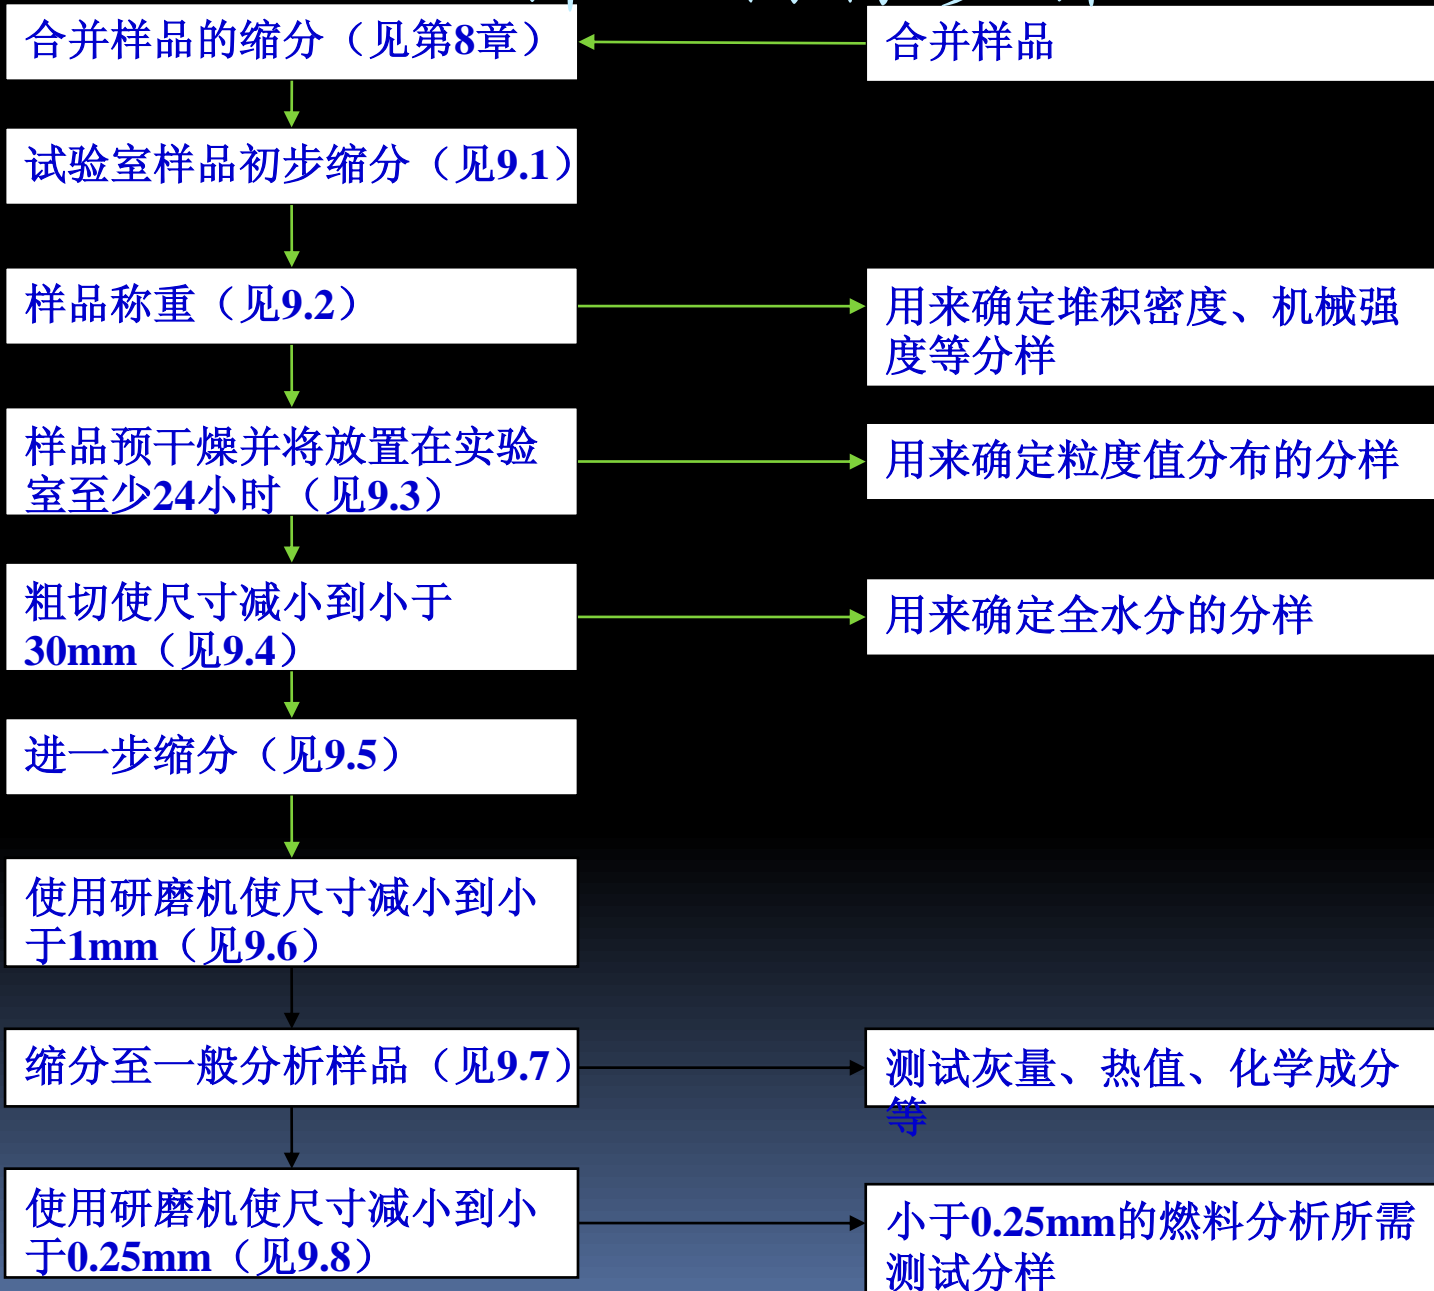 合并样品的缩分（见第8章）
合并样品
试验室样品初步缩分（见9.1）
样品称重（见9.2）
用来确定堆积密度、机械强
度等分样
样品预干燥并将放置在实验
室至少24小时（见9.3）
用来确定粒度值分布的分样
粗切使尺寸减小到小于
30mm（见9.4）
用来确定全水分的分样
进一步缩分（见9.5）
使用研磨机使尺寸减小到小
于1mm（见9.6）
缩分至一般分析样品（见9.7）
测试灰量、热值、化学成分
等
使用研磨机使尺寸减小到小
于0.25mm（见9.8）
小于0.25mm的燃料分析所需
测试分样